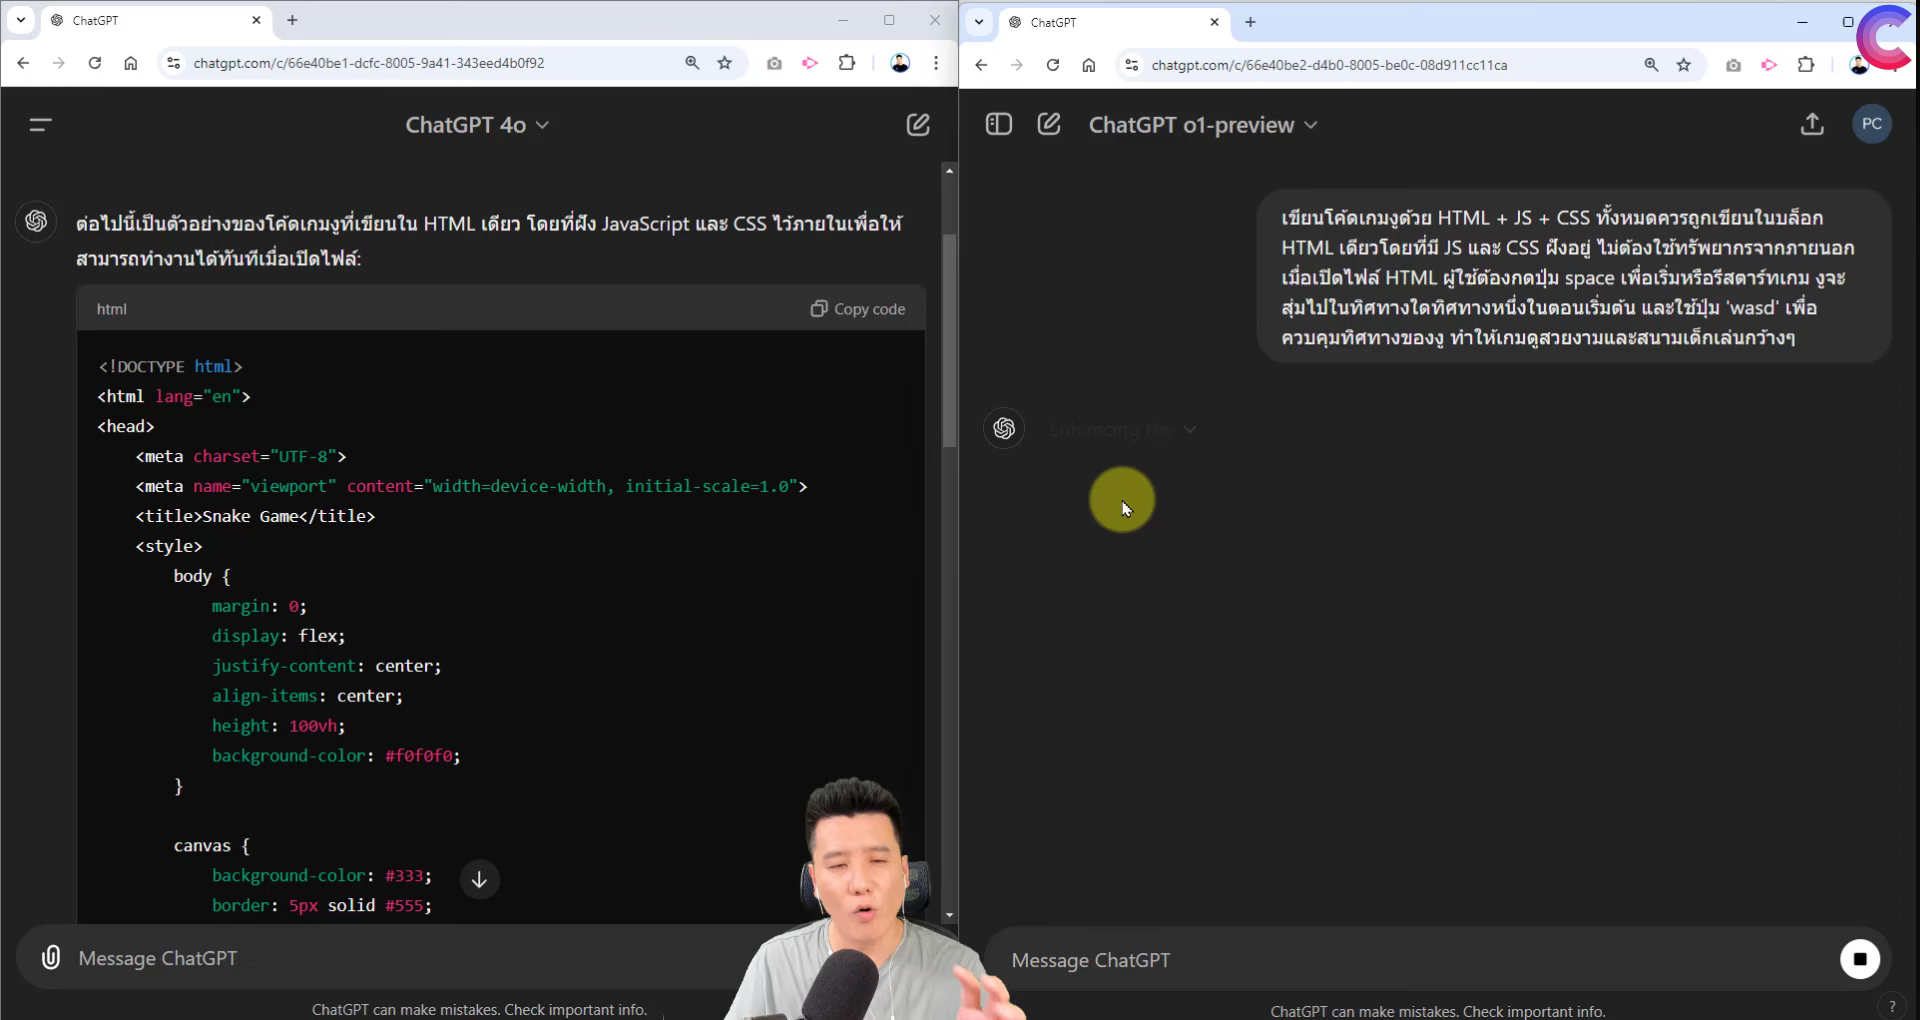 ChatGPT
chatgpt.com/c/66e40be1-dcfc-8005-9a41-343eed4b0f92
ChatGPT 4o
ต่อไปนี้เป็นตัวอย่างของโค้ดเกมงูที่เขียนใน HTML เดียว โดยที่ฝัง JavaScript และ CSS ไว้ภายในเพื่อให้
สามารถทำงานได้ทันทีเมื่อเปิดไฟล์:
html
Copy code
<!DOCTYPE html>
<html lang="en">
<head>
<meta charset="UTF-8">
<meta name="viewport" content="width=device-width, initial-scale=1.0">
<title>Snake Game</title>
<style>
body {
margin: 0;
display: flex;
justify-content: center;
align-items: center;
height: 100vh;
background-color: #f0f0f0;
}
canvas {
background-color: #333;
border: 5px solid #555;
Message ChatGPT
ChatGPT can make mistakes. Check important info.
ChatGPT
chatgpt.com/c/66e40be2-d4b0-8005-be0c-08d911cc11ca
ChatGPT o1-preview
PC
เขียนโค้ดเกมงูด้วย HTML + JS + CSS ทั้งหมดควรถูกเขียนในบล็อก
HTML เดียวโดยที่มี JS และ CSS ฝังอยู่ ไม่ต้องใช้ทรัพยากรจากภายนอก
เมื่อเปิดไฟล์ HTML ผู้ใช้ต้องกดปุ่ม space เพื่อเริ่มหรือรีสตาร์ทเกม งูจะ
สุ่มไปในทิศทางใดทิศทางหนึ่งในตอนเริ่มต้น และใช้ปุ่ม 'wasd' เพื่อ
ควบคุมทิศทางของงู ทำให้เกมดูสวยงามและสนามเด็กเล่นกว้างๆ
Enhancing the
Message ChatGPT
ChatGPT can make mistakes. Check important info.
?